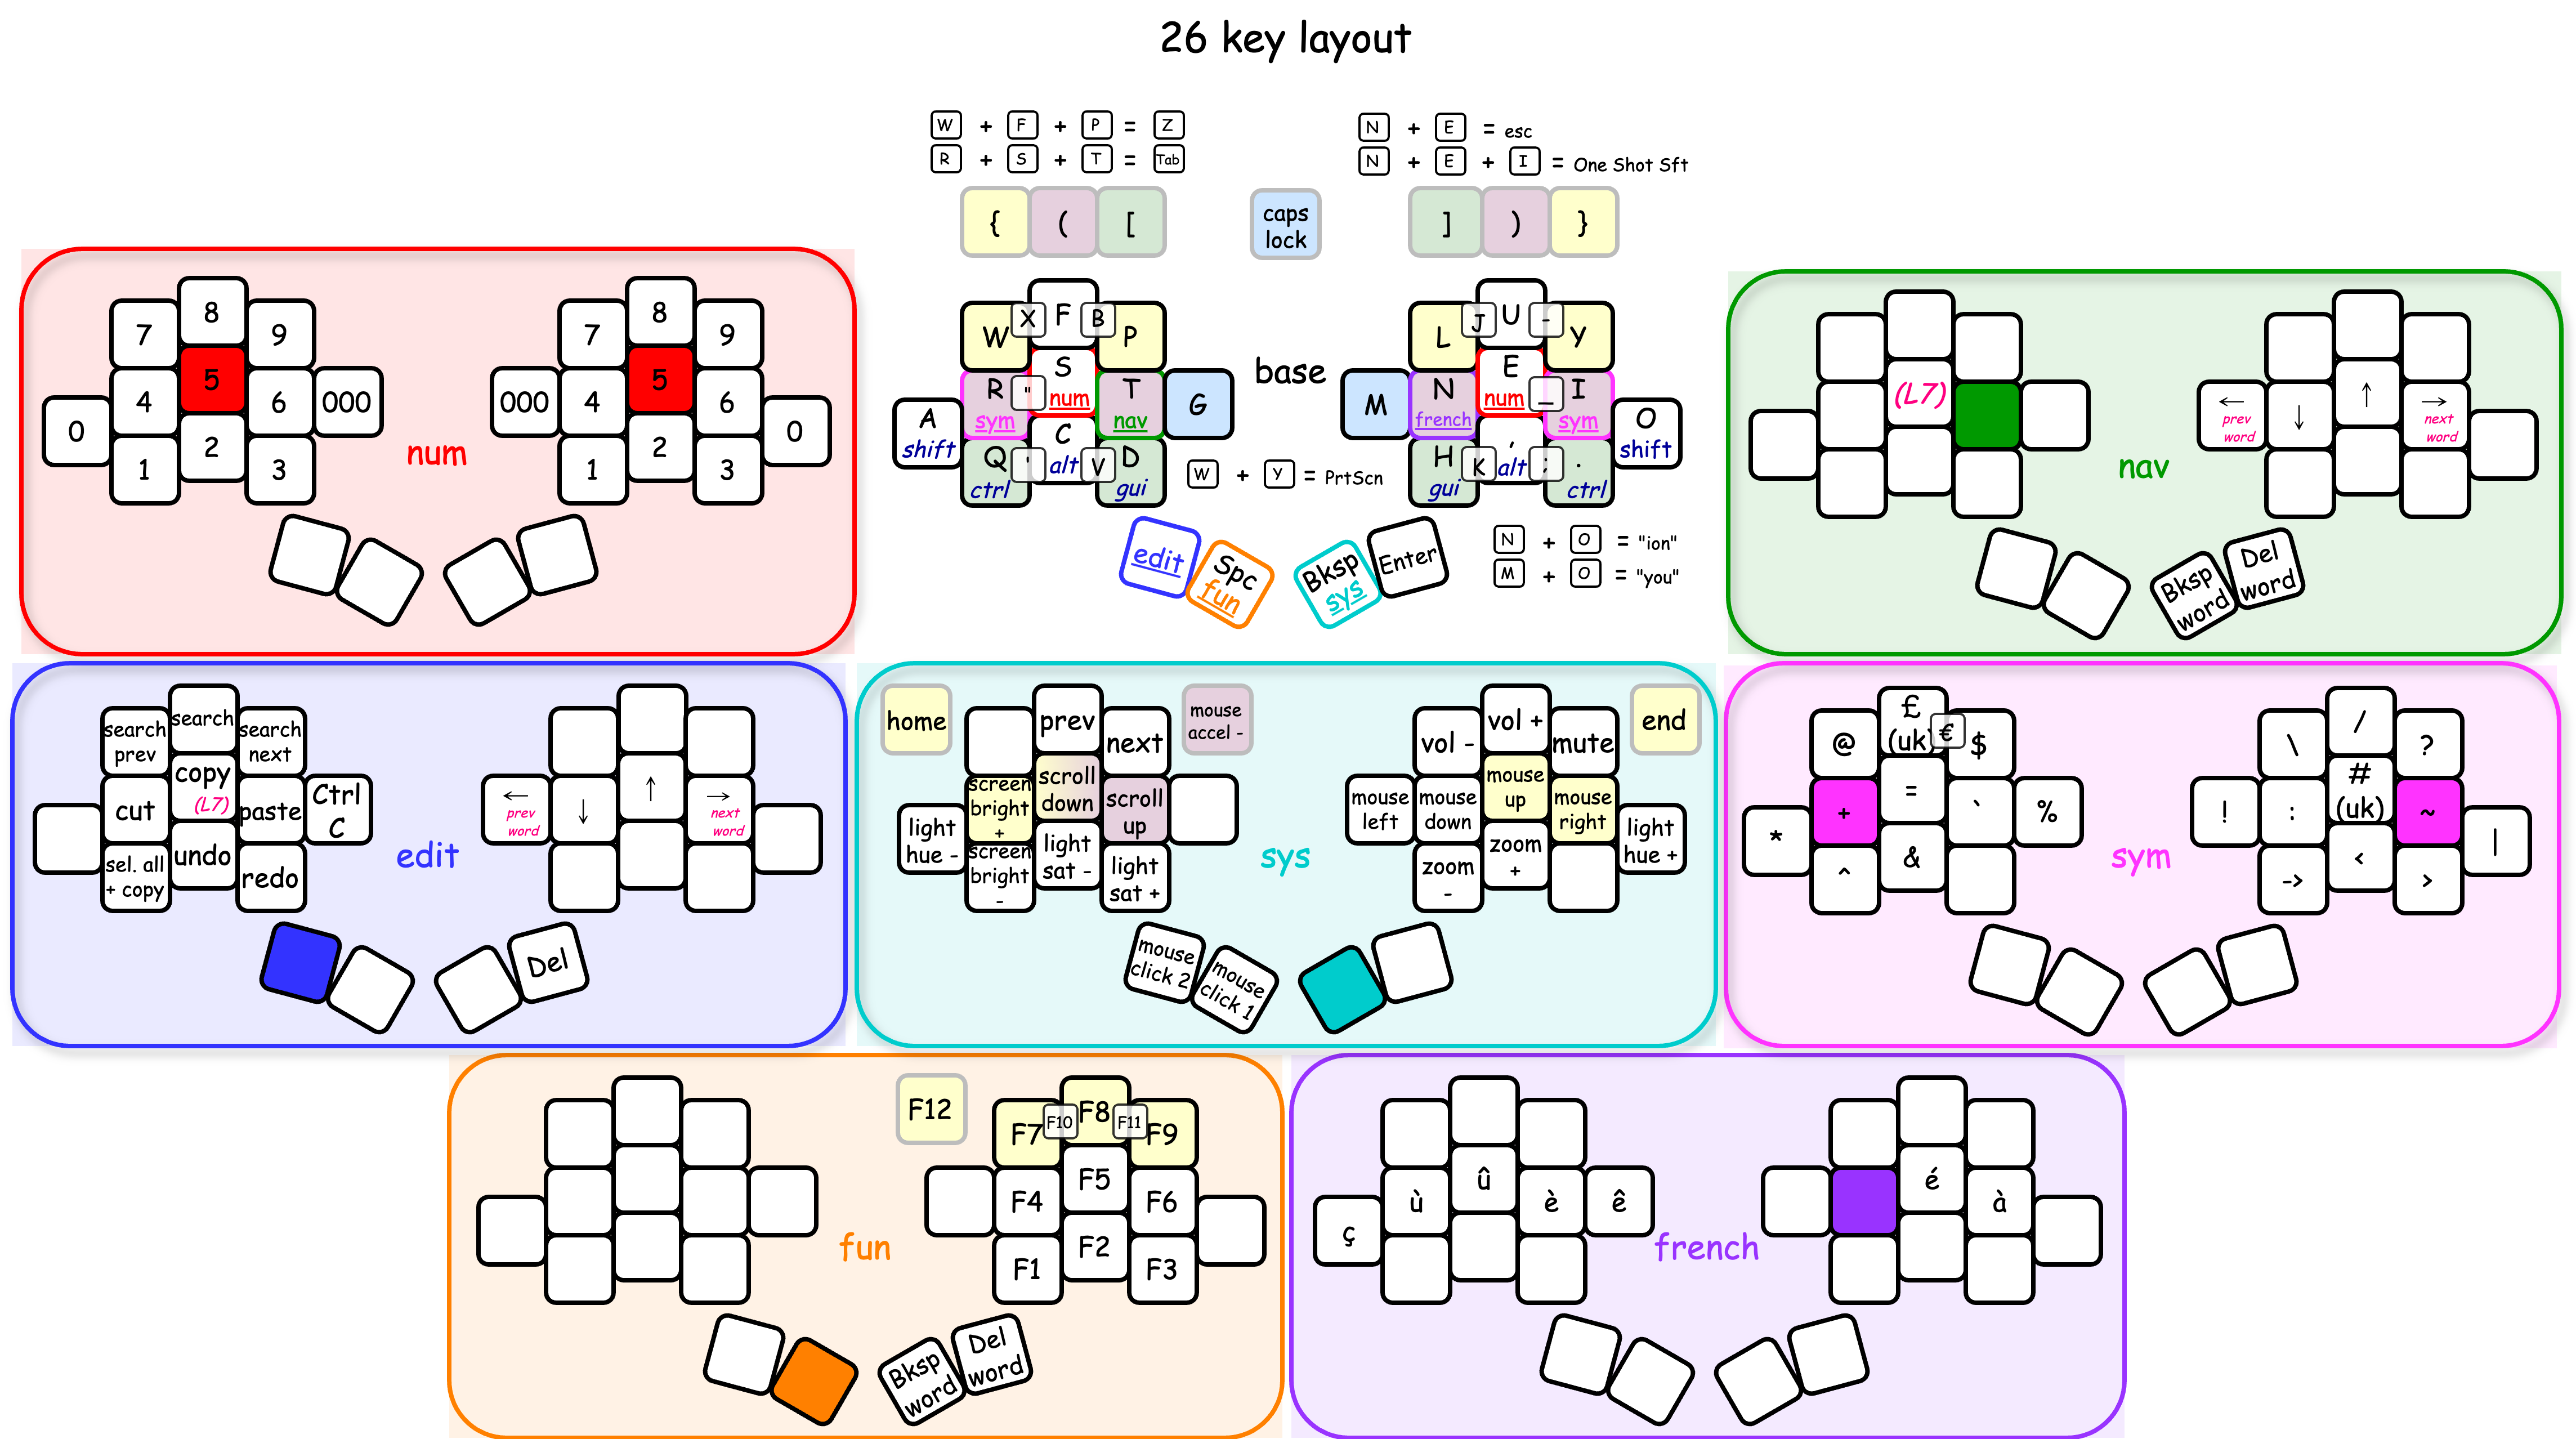 26 key layout
W + F + P = Z
R + S + T = Tab
N + E = esc
N + E + I = One Shot Sft
{ ( [
caps
lock
] ) }
7 8 9
4 5 6 000
0
1 2 3
num
7 8 9
000 4 5 6
0
1 2 3
W X F B P
R sym " S num T nav G
A shift
Q ctrl ' C alt V D gui
base
L J U - Y
M N french E num _ I sym
O shift
H gui K , alt ; . ctrl
W + Y = PrtScn
edit
Spc
fun
Bksp
sys
Enter
N + O = "ion"
M + O = "you"
(L7)
nav
← prev word
↓
↑
→ next word
Bksp
word
Del
word
search
prev
search
search
next
cut
copy
(L7)
paste
Ctrl
C
sel. all
+ copy
undo
redo
edit
← prev word
↓
↑
→ next word
Del
home
prev
next
mouse
accel -
screen
bright
+
scroll
down
scroll
up
light
hue -
screen
bright
-
light
sat -
light
sat +
sys
vol -
vol +
mute
end
mouse
left
mouse
down
mouse
up
mouse
right
light
hue +
zoom
-
zoom
+
mouse
click 2
mouse
click 1
@
£
(uk)
€
$
+
=
`
%
*
^
&
sym
\
/
?
!
:
#
(uk)
~
|
->
<
>
fun
F12
F7 F10 F8 F11 F9
F4 F5 F6
F1 F2 F3
Bksp
word
Del
word
ù û è ê
ç
french
é à